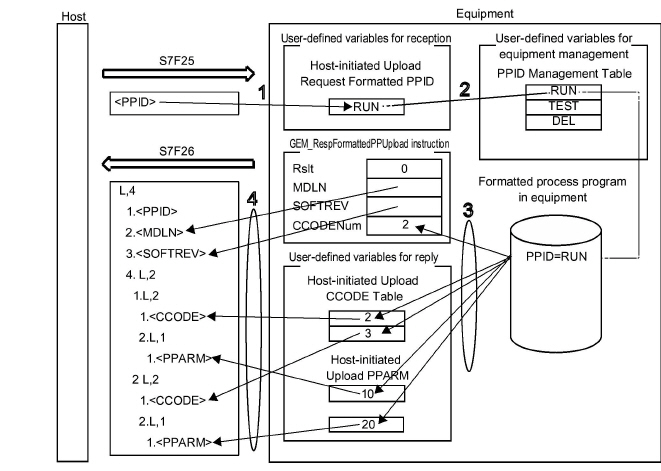 Host
Equipment
S7F25
<PPID>
1
User-defined variables for reception
Host-initiated Upload
Request Formatted PPID
RUN
2
User-defined variables for
equipment management
PPID Management Table
RUN
TEST
DEL
S7F26
L,4
1.<PPID>
2.<MDLN>
3.<SOFTREV>
4. L,2
1.L,2
1.<CCODE>
2.L,1
1.<PPARM>
2 L,2
1.<CCODE>
2.L,1
1.<PPARM>
4
GEM_RespFormattedPPUpload instruction
Rslt
0
MDLN
SOFTREV
CCODENum
2
User-defined variables for reply
Host-initiated Upload
CCODE Table
2
3
Host-initiated
Upload PPARM
10
20
3
Formatted process program
in equipment
PPID=RUN